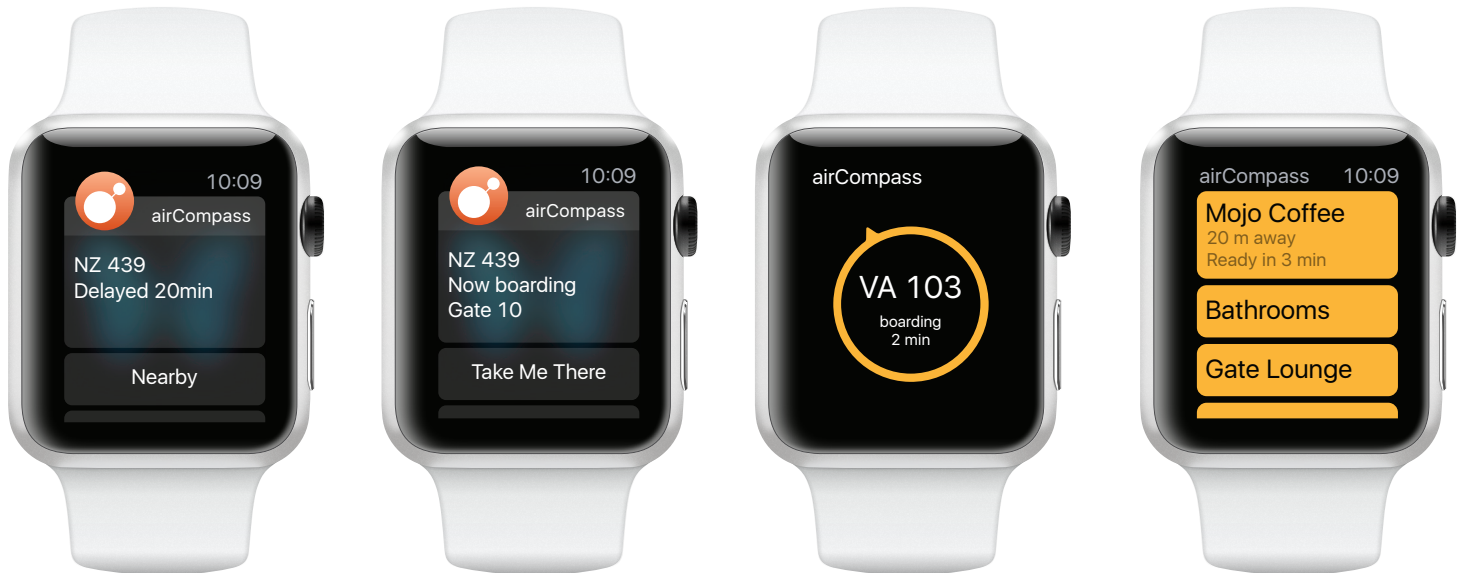 10:09
airCompass
NZ 439
Delayed 20min
Nearby
10:09
airCompass
NZ 439
Now boarding
Gate 10
Take Me There
airCompass
VA 103
boarding
2 min
airCompass 10:09
Mojo Coffee
20 m away
Ready in 3 min
Bathrooms
Gate Lounge